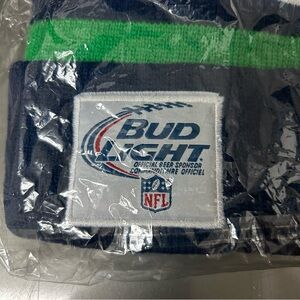 BUD
LIGHT
OFFICIAL BEER SPONSOR
COMMANDITAIRE OFFICIEL
NFL